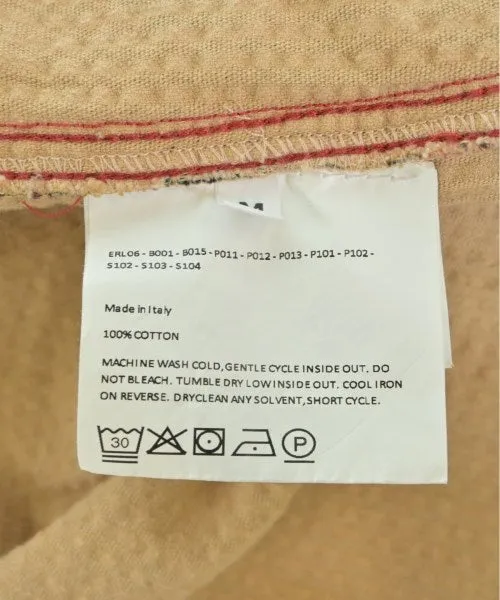 M
ERL06 - B001 - B015 - P011 - P012 - P013 - P101 - P102 -
S102 - S103 - S104
Made in Italy
100% COTTON
MACHINE WASH COLD, GENTLE CYCLE INSIDE OUT. DO
NOT BLEACH. TUMBLE DRY LOW INSIDE OUT. COOL IRON
ON REVERSE. DRYCLEAN ANY SOLVENT, SHORT CYCLE.
30 P